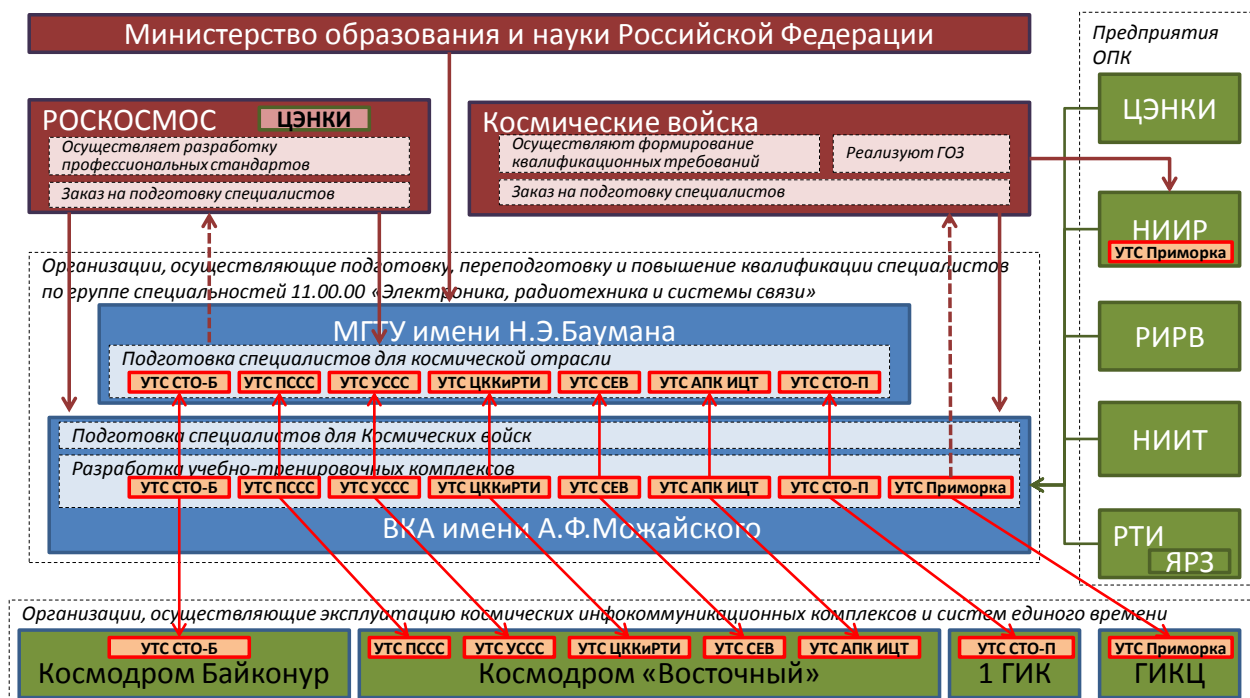 Министерство образования и науки Российской Федерации
Предприятия
ОПК
РОСКОСМОС
ЦЭНКИ
Осуществляет разработку
профессиональных стандартов
Заказ на подготовку специалистов
Космические войска
Осуществляют формирование
квалификационных требований
Реализуют ГОЗ
Заказ на подготовку специалистов
ЦЭНКИ
НИИР
УТС Приморка
РИРВ
НИИТ
РТИ
ЯРЗ
Организации, осуществляющие подготовку, переподготовку и повышение квалификации специалистов
по группе специальностей 11.00.00 «Электроника, радиотехника и системы связи»
МГТУ имени Н.Э.Баумана
Подготовка специалистов для космической отрасли
УТС СТО-Б
УТС ПССС
УТС УССС
УТС ЦККиРТИ
УТС СЕВ
УТС АПК ИЦТ
УТС СТО-П
Подготовка специалистов для Космических войск
Разработка учебно-тренировочных комплексов
УТС СТО-Б
УТС ПССС
УТС УССС
УТС ЦККиРТИ
УТС СЕВ
УТС АПК ИЦТ
УТС СТО-П
УТС Приморка
ВКА имени А.Ф.Можайского
Организации, осуществляющие эксплуатацию космических инфокоммуникационных комплексов и систем единого времени
УТС СТО-Б
Космодром Байконур
УТС ПССС
УТС УССС
УТС ЦККиРТИ
УТС СЕВ
УТС АПК ИЦТ
Космодром «Восточный»
УТС СТО-П
1 ГИК
УТС Приморка
ГИКЦ